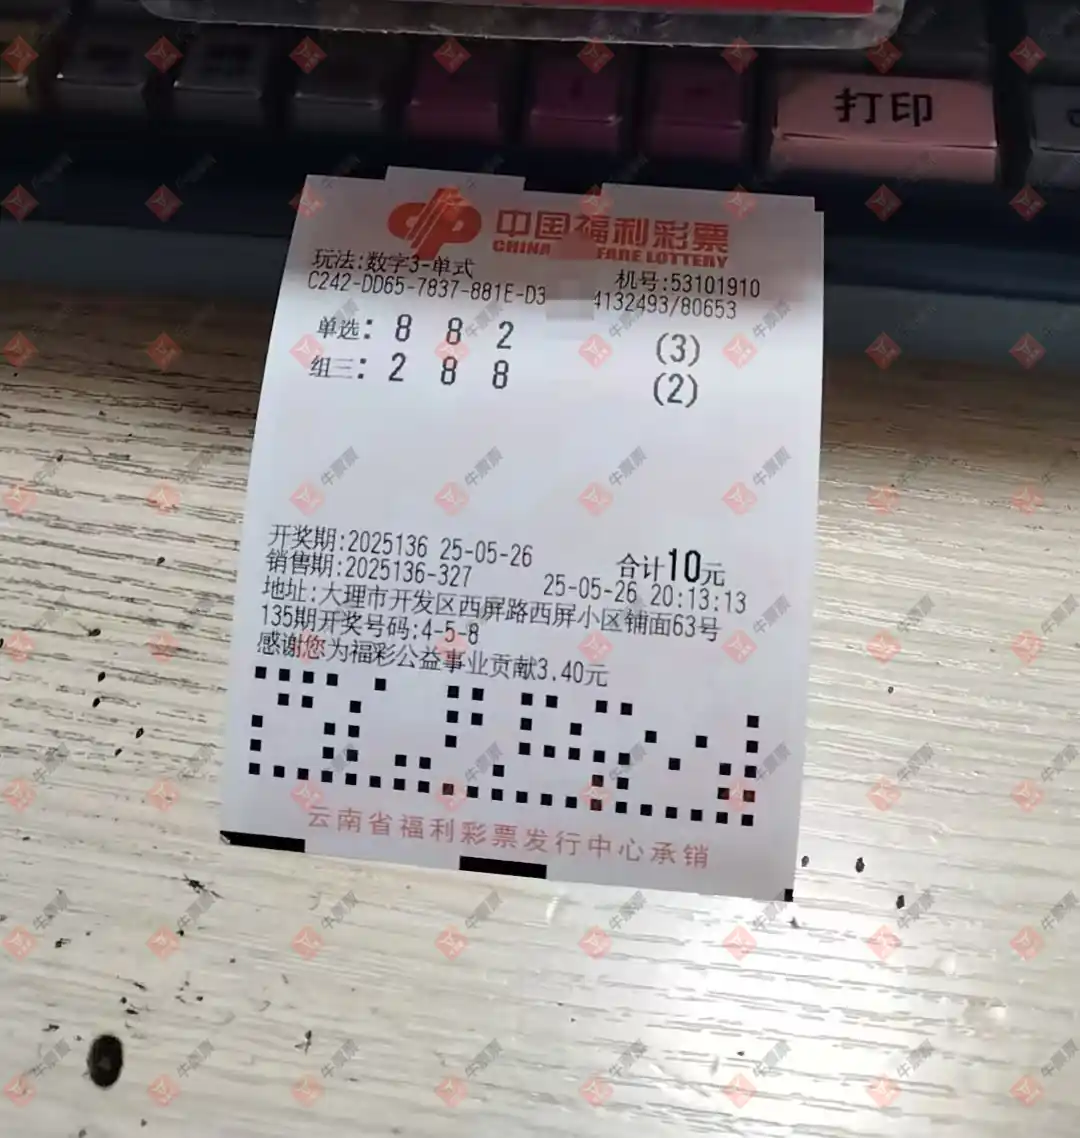 打印
中国福利彩票
CHINA FARE LOTTERY
玩法:数字3-单式 机号:53101910
C242-DD65-7837-881E-D3 4132493/80653
单选: 8 8 2 (3)
组三: 2 8 8 (2)
开奖期:2025136 25-05-26 合计10元
销售期:2025136-327 25-05-26 20:13:13
地址:大理市开发区西屏路西屏小区铺面63号
135期开奖号码:4-5-8
感谢您为福彩公益事业贡献3.40元
云南省福利彩票发行中心承销
牛票票